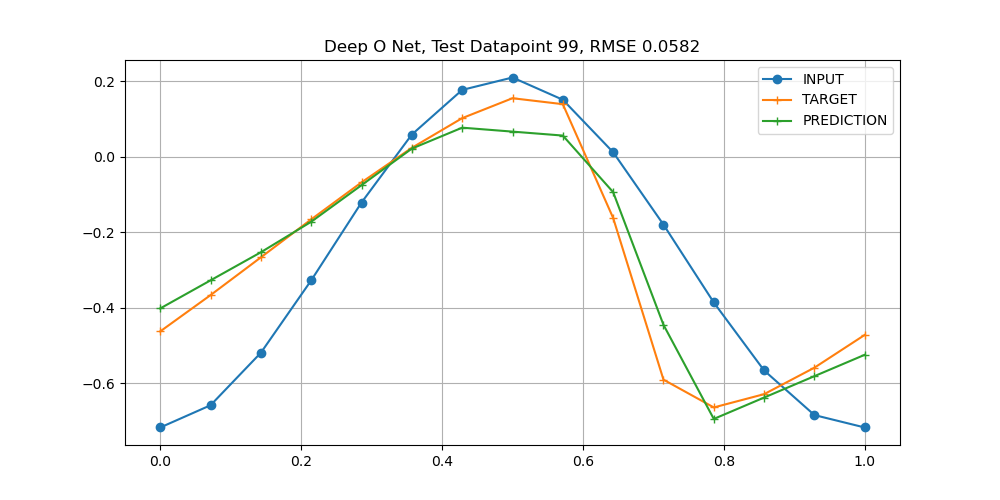 Deep O Net, Test Datapoint 99, RMSE 0.0582
INPUT
TARGET
PREDICTION
0.2
0.0
−0.2
−0.4
−0.6
0.0 0.2 0.4 0.6 0.8 1.0